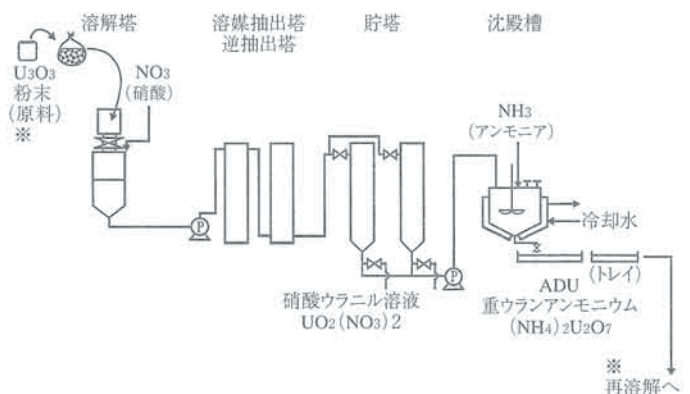 溶解塔
溶媒抽出塔
逆抽出塔
貯塔
沈殿槽
U3O3
粉末
(原料)
※
NO3
(硝酸)
NH3
(アンモニア)
P
P
冷却水
(トレイ)
硝酸ウラニル溶液
UO2(NO3)2
ADU
重ウランアンモニウム
(NH4)2U2O7
※
再溶解へ